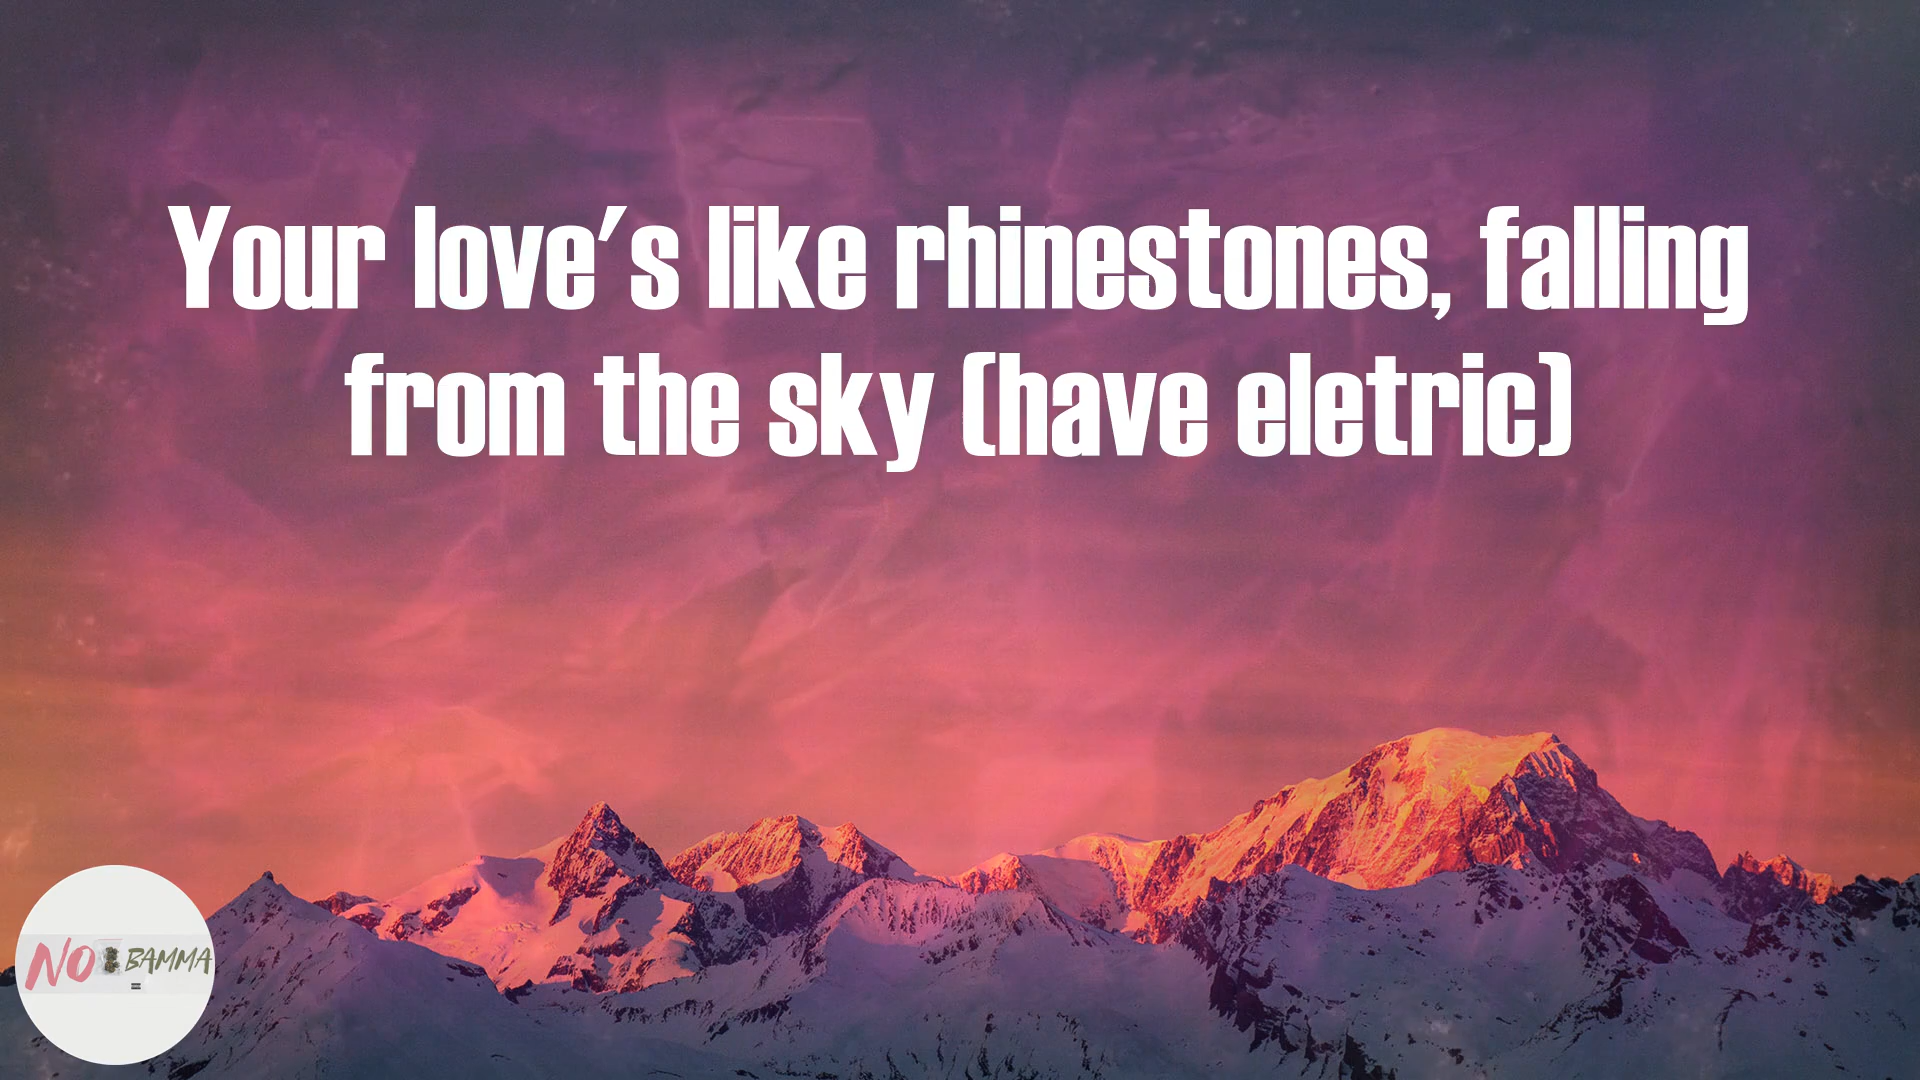 Your love's like rhinestones, falling
from the sky (have eletric)
NO BAMMA